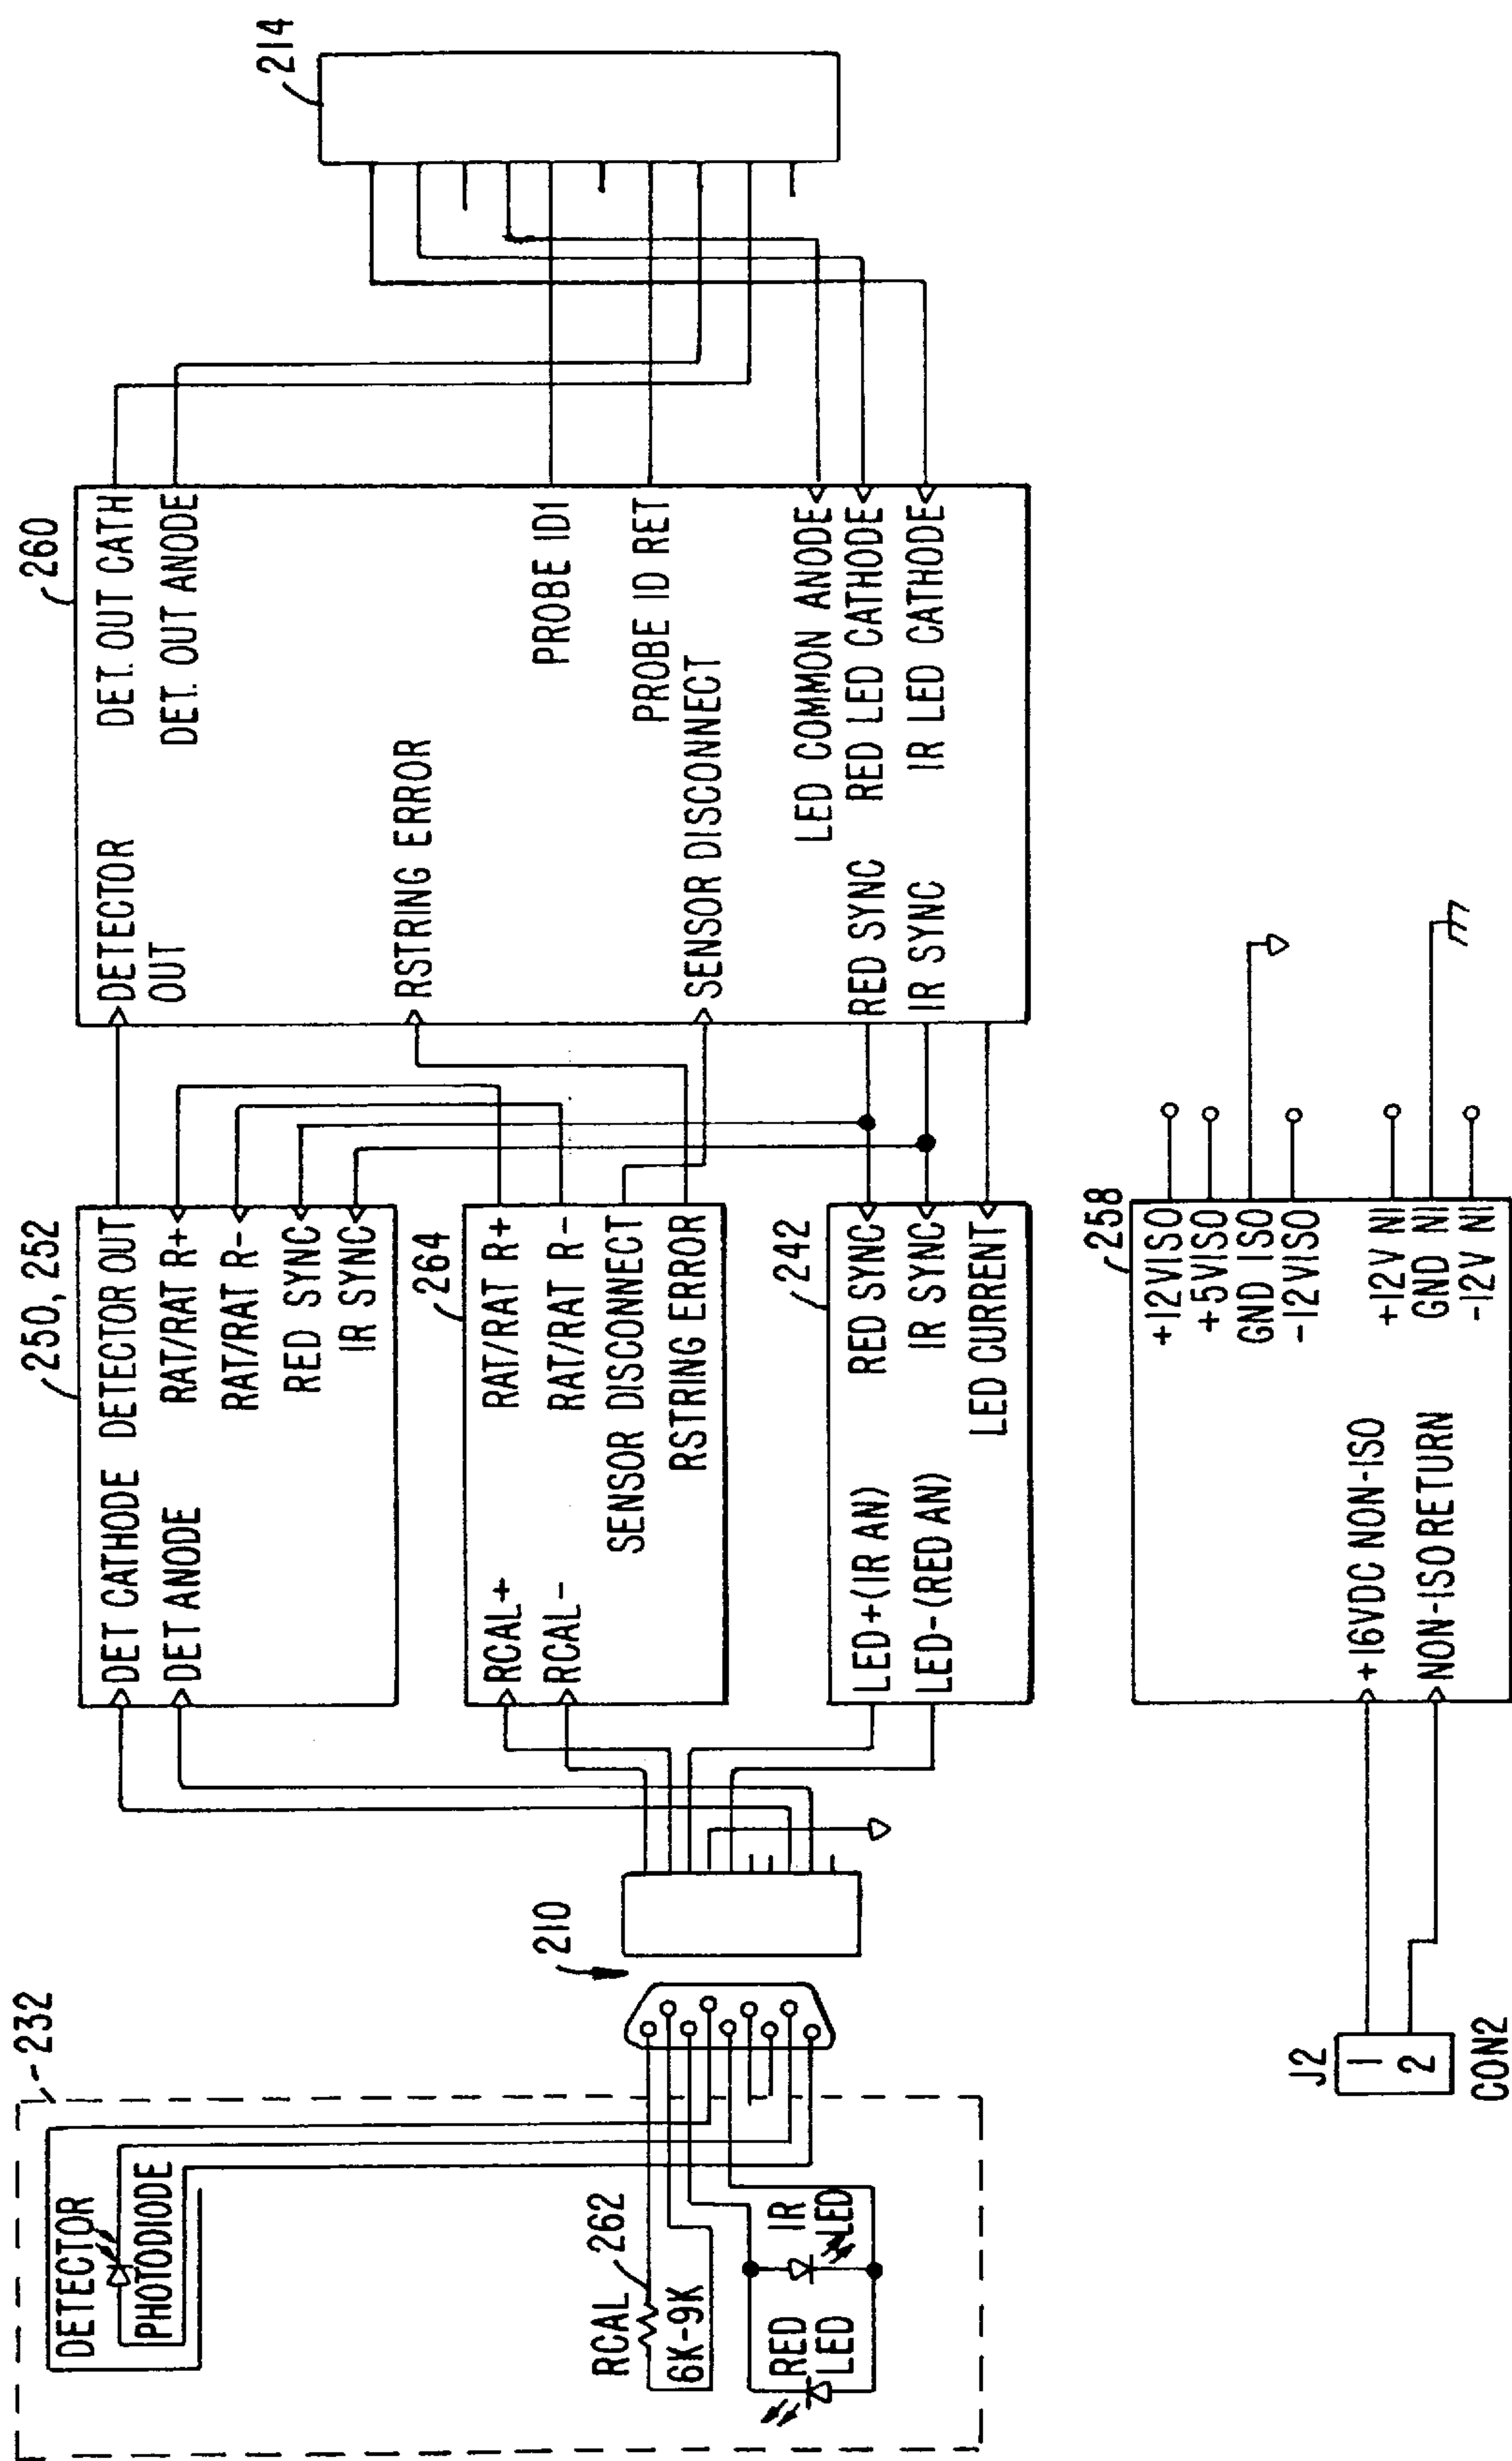 232
DETECTOR
PHOTODIODE
RCAL
262
6K-9K
RED
LED
IR
LED
210
250, 252
DET CATHODE
DETECTOR OUT
DET ANODE
RAT/RAT R+
RAT/RAT R-
RED SYNC
IR SYNC
264
RCAL+
RAT/RAT R+
RCAL-
RAT/RAT R-
SENSOR DISCONNECT
RSTRING ERROR
242
LED+(IR AN)
RED SYNC
LED-(RED AN)
IR SYNC
LED CURRENT
260
DETECTOR
OUT
DET. OUT CATH
DET. OUT ANODE
RSTRING ERROR
PROBE ID1
PROBE ID RET
SENSOR DISCONNECT
LED COMMON ANODE
RED SYNC
RED LED CATHODE
IR SYNC
IR LED CATHODE
214
J2
1
2
CON2
258
+12VISO
+5VISO
GND ISO
-12VISO
+16VDC NON-ISO
+12V NI
NON-ISO RETURN
GND NI
-12V NI